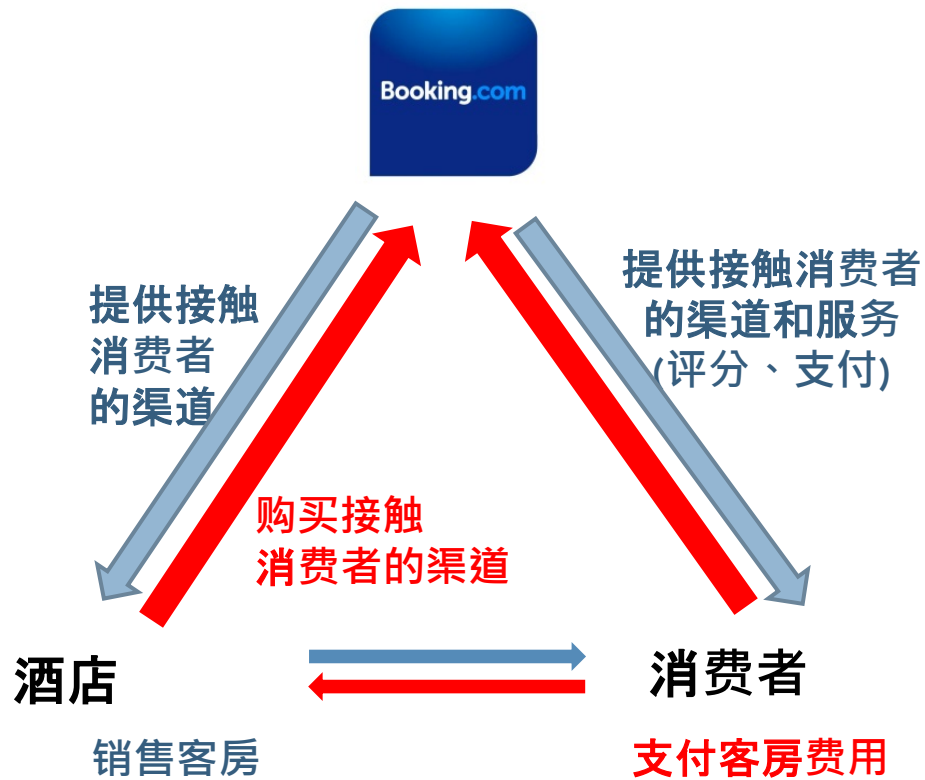 Booking.com
提供接触
消费者
的渠道
提供接触消费者
的渠道和服务
(评分、支付)
购买接触
消费者的渠道
酒店
消费者
销售客房
支付客房费用